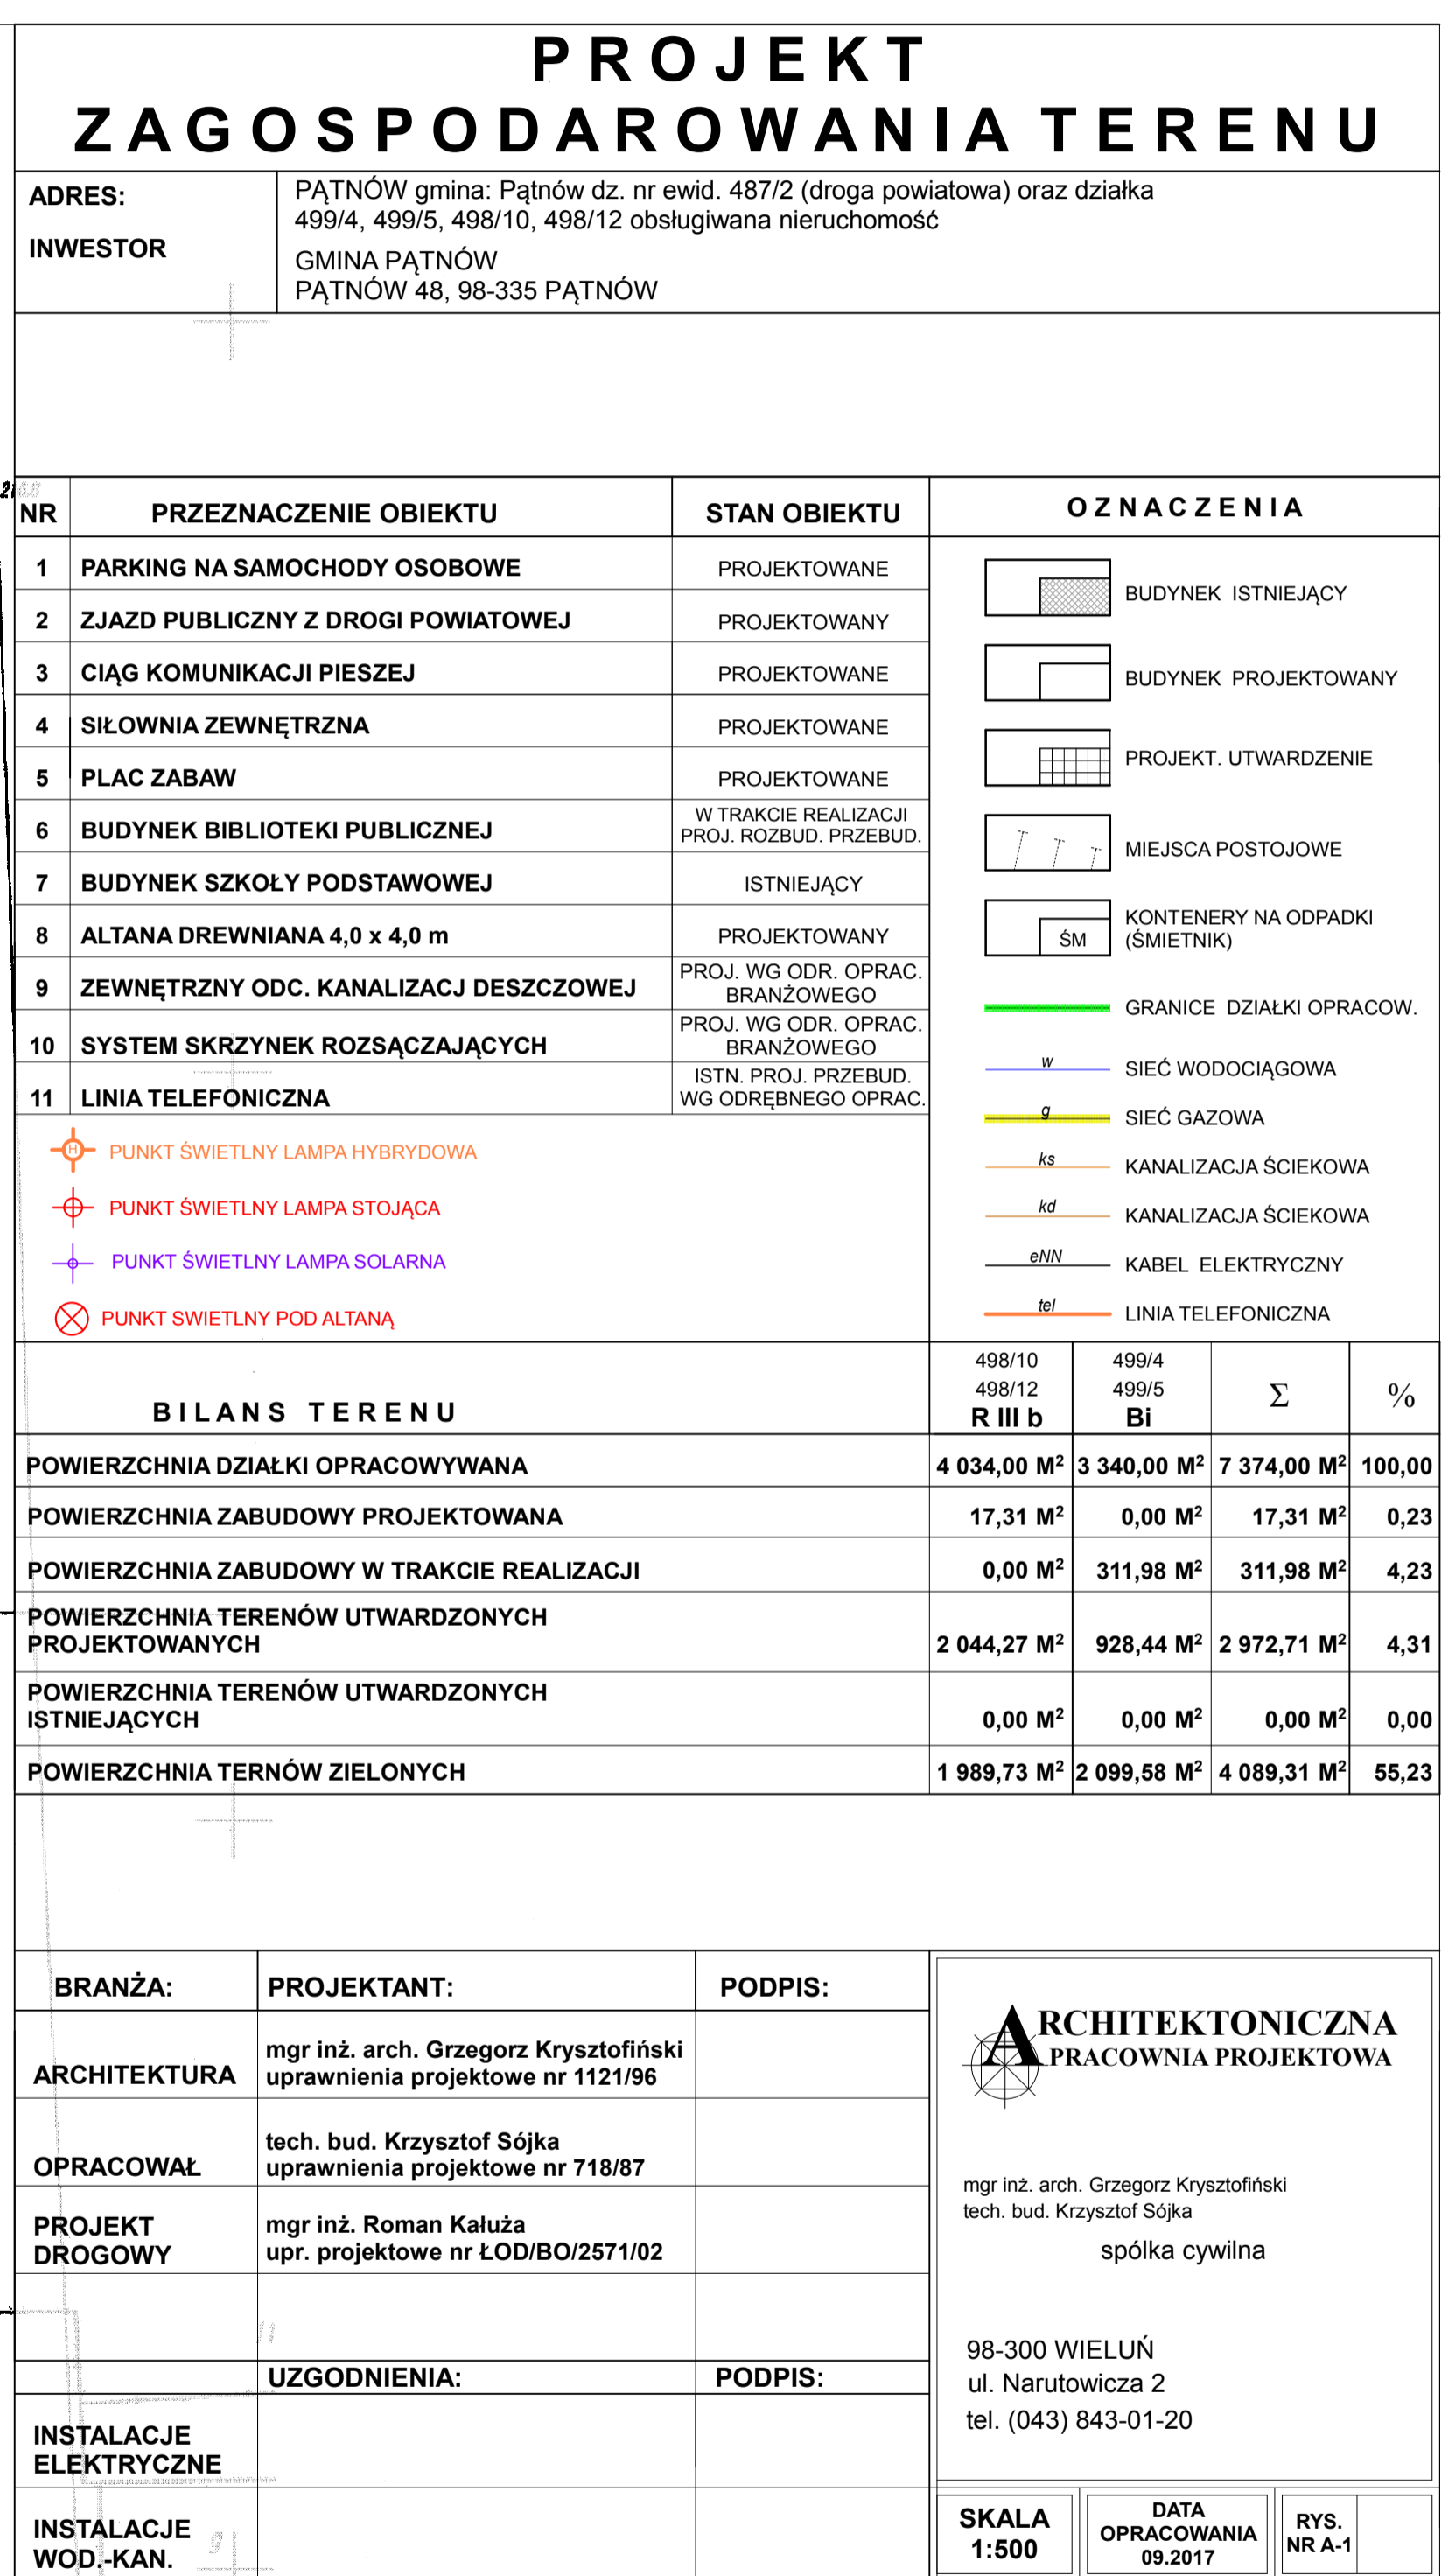 PROJEKT
ZAGOSPODAROWANIA TERENU
ADRES:
PĄTNÓW gmina: Pątnów dz. nr ewid. 487/2 (droga powiatowa) oraz działka
499/4, 499/5, 498/10, 498/12 obsługiwana nieruchomość
INWESTOR
GMINA PĄTNÓW
PĄTNÓW 48, 98-335 PĄTNÓW
NR PRZEZNACZENIE OBIEKTU STAN OBIEKTU
1 PARKING NA SAMOCHODY OSOBOWE PROJEKTOWANE
2 ZJAZD PUBLICZNY Z DROGI POWIATOWEJ PROJEKTOWANY
3 CIĄG KOMUNIKACJI PIESZEJ PROJEKTOWANE
4 SIŁOWNIA ZEWNĘTRZNA PROJEKTOWANE
5 PLAC ZABAW PROJEKTOWANE
6 BUDYNEK BIBLIOTEKI PUBLICZNEJ W TRAKCIE REALIZACJI
PROJ. ROZBUD. PRZEBUD.
7 BUDYNEK SZKOŁY PODSTAWOWEJ ISTNIEJĄCY
8 ALTANA DREWNIANA 4,0 x 4,0 m PROJEKTOWANY
9 ZEWNĘTRZNY ODC. KANALIZACJ DESZCZOWEJ PROJ. WG ODR. OPRAC.
BRANŻOWEGO
10 SYSTEM SKRZYNEK ROZSĄCZAJĄCYCH PROJ. WG ODR. OPRAC.
BRANŻOWEGO
11 LINIA TELEFONICZNA ISTN. PROJ. PRZEBUD.
WG ODRĘBNEGO OPRAC.
H PUNKT ŚWIETLNY LAMPA HYBRYDOWA
PUNKT ŚWIETLNY LAMPA STOJĄCA
PUNKT ŚWIETLNY LAMPA SOLARNA
PUNKT SWIETLNY POD ALTANĄ
OZNACZENIA
BUDYNEK ISTNIEJĄCY
BUDYNEK PROJEKTOWANY
PROJEKT. UTWARDZENIE
MIEJSCA POSTOJOWE
ŚM KONTENERY NA ODPADKI
(ŚMIETNIK)
GRANICE DZIAŁKI OPRACOW.
w SIEĆ WODOCIĄGOWA
g SIEĆ GAZOWA
ks KANALIZACJA ŚCIEKOWA
kd KANALIZACJA ŚCIEKOWA
eNN KABEL ELEKTRYCZNY
tel LINIA TELEFONICZNA
498/10 499/4
498/12 499/5
BILANS TERENU R III b Bi Σ %
POWIERZCHNIA DZIAŁKI OPRACOWYWANA 4 034,00 M² 3 340,00 M² 7 374,00 M² 100,00
POWIERZCHNIA ZABUDOWY PROJEKTOWANA 17,31 M² 0,00 M² 17,31 M² 0,23
POWIERZCHNIA ZABUDOWY W TRAKCIE REALIZACJI 0,00 M² 311,98 M² 311,98 M² 4,23
POWIERZCHNIA TERENÓW UTWARDZONYCH
PROJEKTOWANYCH 2 044,27 M² 928,44 M² 2 972,71 M² 4,31
POWIERZCHNIA TERENÓW UTWARDZONYCH
ISTNIEJĄCYCH 0,00 M² 0,00 M² 0,00 M² 0,00
POWIERZCHNIA TERNÓW ZIELONYCH 1 989,73 M² 2 099,58 M² 4 089,31 M² 55,23
BRANŻA: PROJEKTANT: PODPIS:
ARCHITEKTURA mgr inż. arch. Grzegorz Krysztofiński
uprawnienia projektowe nr 1121/96
OPRACOWAŁ tech. bud. Krzysztof Sójka
uprawnienia projektowe nr 718/87
PROJEKT mgr inż. Roman Kałuża
DROGOWY upr. projektowe nr ŁOD/BO/2571/02
UZGODNIENIA: PODPIS:
INSTALACJE
ELEKTRYCZNE
INSTALACJE
WOD.-KAN.
ARCHITEKTONICZNA
PRACOWNIA PROJEKTOWA
mgr inż. arch. Grzegorz Krysztofiński
tech. bud. Krzysztof Sójka
spólka cywilna
98-300 WIELUŃ
ul. Narutowicza 2
tel. (043) 843-01-20
SKALA
1:500
DATA
OPRACOWANIA
09.2017
RYS.
NR A-1